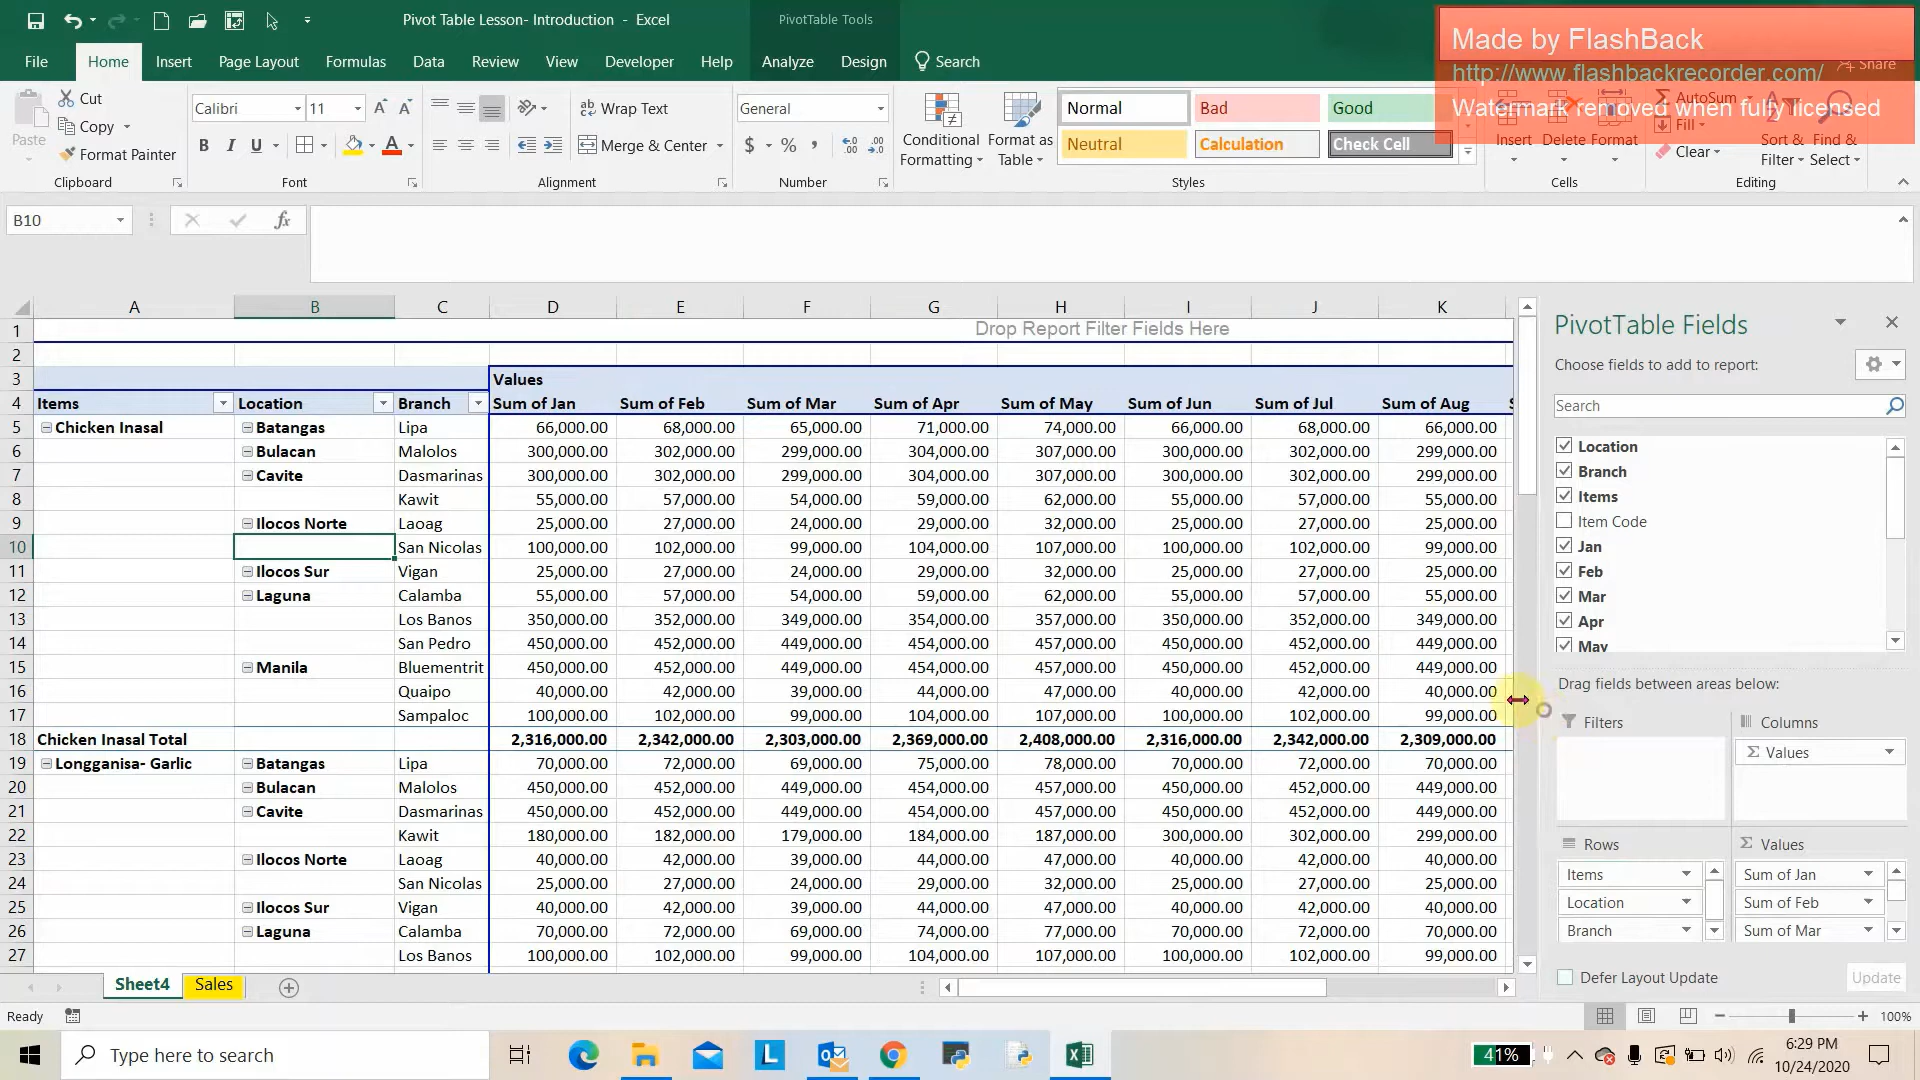 Pivot Table Lesson- Introduction - Excel
PivotTable Tools
Made by FlashBack
http://www.flashbackrecorder.com/
Watermark removed when fully licensed
File Home Insert Page Layout Formulas Data Review View Developer Help Analyze Design Search Share
Cut
Copy
Format Painter
Paste
Clipboard
Calibri 11
B I U
Font
Wrap Text
Merge & Center
Alignment
General
$ % ,
Number
Conditional Formatting
Format as Table
Normal Bad Good
Neutral Calculation Check Cell
Styles
Insert Delete Format
Cells
AutoSum
Fill
Clear
Sort & Filter
Find & Select
Editing
B10
fx
A B C D E F G H I J K
1 Drop Report Filter Fields Here
2
3 Values
4 Items Location Branch Sum of Jan Sum of Feb Sum of Mar Sum of Apr Sum of May Sum of Jun Sum of Jul Sum of Aug S
5 Chicken Inasal Batangas Lipa 66,000.00 68,000.00 65,000.00 71,000.00 74,000.00 66,000.00 68,000.00 66,000.00
6 Bulacan Malolos 300,000.00 302,000.00 299,000.00 304,000.00 307,000.00 300,000.00 302,000.00 299,000.00
7 Cavite Dasmarinas 300,000.00 302,000.00 299,000.00 304,000.00 307,000.00 300,000.00 302,000.00 299,000.00
8 Kawit 55,000.00 57,000.00 54,000.00 59,000.00 62,000.00 55,000.00 57,000.00 55,000.00
9 Ilocos Norte Laoag 25,000.00 27,000.00 24,000.00 29,000.00 32,000.00 25,000.00 27,000.00 25,000.00
10 San Nicolas 100,000.00 102,000.00 99,000.00 104,000.00 107,000.00 100,000.00 102,000.00 99,000.00
11 Ilocos Sur Vigan 25,000.00 27,000.00 24,000.00 29,000.00 32,000.00 25,000.00 27,000.00 25,000.00
12 Laguna Calamba 55,000.00 57,000.00 54,000.00 59,000.00 62,000.00 55,000.00 57,000.00 55,000.00
13 Los Banos 350,000.00 352,000.00 349,000.00 354,000.00 357,000.00 350,000.00 352,000.00 349,000.00
14 San Pedro 450,000.00 452,000.00 449,000.00 454,000.00 457,000.00 450,000.00 452,000.00 449,000.00
15 Manila Bluementrit 450,000.00 452,000.00 449,000.00 454,000.00 457,000.00 450,000.00 452,000.00 449,000.00
16 Quaipo 40,000.00 42,000.00 39,000.00 44,000.00 47,000.00 40,000.00 42,000.00 40,000.00
17 Sampaloc 100,000.00 102,000.00 99,000.00 104,000.00 107,000.00 100,000.00 102,000.00 99,000.00
18 Chicken Inasal Total 2,316,000.00 2,342,000.00 2,303,000.00 2,369,000.00 2,408,000.00 2,316,000.00 2,342,000.00 2,309,000.00
19 Longganisa- Garlic Batangas Lipa 70,000.00 72,000.00 69,000.00 75,000.00 78,000.00 70,000.00 72,000.00 70,000.00
20 Bulacan Malolos 450,000.00 452,000.00 449,000.00 454,000.00 457,000.00 450,000.00 452,000.00 449,000.00
21 Cavite Dasmarinas 450,000.00 452,000.00 449,000.00 454,000.00 457,000.00 450,000.00 452,000.00 449,000.00
22 Kawit 180,000.00 182,000.00 179,000.00 184,000.00 187,000.00 300,000.00 302,000.00 299,000.00
23 Ilocos Norte Laoag 40,000.00 42,000.00 39,000.00 44,000.00 47,000.00 40,000.00 42,000.00 40,000.00
24 San Nicolas 25,000.00 27,000.00 24,000.00 29,000.00 32,000.00 25,000.00 27,000.00 25,000.00
25 Ilocos Sur Vigan 40,000.00 42,000.00 39,000.00 44,000.00 47,000.00 40,000.00 42,000.00 40,000.00
26 Laguna Calamba 70,000.00 72,000.00 69,000.00 74,000.00 77,000.00 70,000.00 72,000.00 70,000.00
27 Los Banos 100,000.00 102,000.00 99,000.00 104,000.00 107,000.00 100,000.00 102,000.00 99,000.00
PivotTable Fields
Choose fields to add to report:
Search
Location
Branch
Items
Item Code
Jan
Feb
Mar
Apr
May
Drag fields between areas below:
Filters Columns
Values
Rows Values
Items Sum of Jan
Location Sum of Feb
Branch Sum of Mar
Defer Layout Update Update
Sheet4 Sales
Ready 100%
Type here to search
L
41%
6:29 PM
10/24/2020